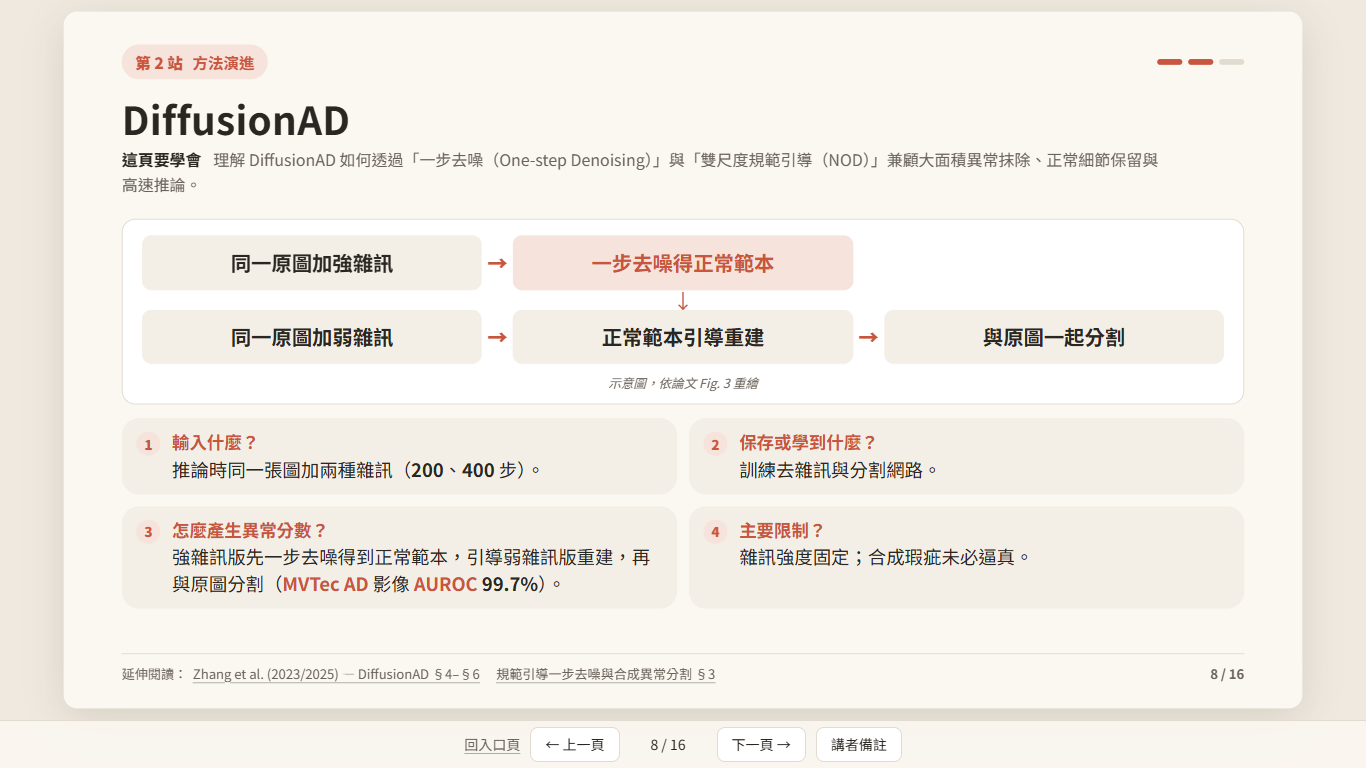 第 2 站 方法演進
DiffusionAD
這頁要學會 理解 DiffusionAD 如何透過「一步去噪（One-step Denoising）」與「雙尺度規範引導（NOD）」兼顧大面積異常抹除、正常細節保留與
高速推論。
同一原圖加強雜訊 → 一步去噪得正常範本
↓
同一原圖加弱雜訊 → 正常範本引導重建 → 與原圖一起分割
示意圖，依論文 Fig. 3 重繪
1 輸入什麼？
推論時同一張圖加兩種雜訊（200、400 步）。
2 保存或學到什麼？
訓練去雜訊與分割網路。
3 怎麼產生異常分數？
強雜訊版先一步去噪得到正常範本，引導弱雜訊版重建，再
與原圖分割（MVTec AD 影像 AUROC 99.7%）。
4 主要限制？
雜訊強度固定；合成瑕疵未必逼真。
延伸閱讀： Zhang et al. (2023/2025) — DiffusionAD §4–§6 規範引導一步去噪與合成異常分割 §3
8 / 16
回入口頁 ← 上一頁 8 / 16 下一頁 → 講者備註